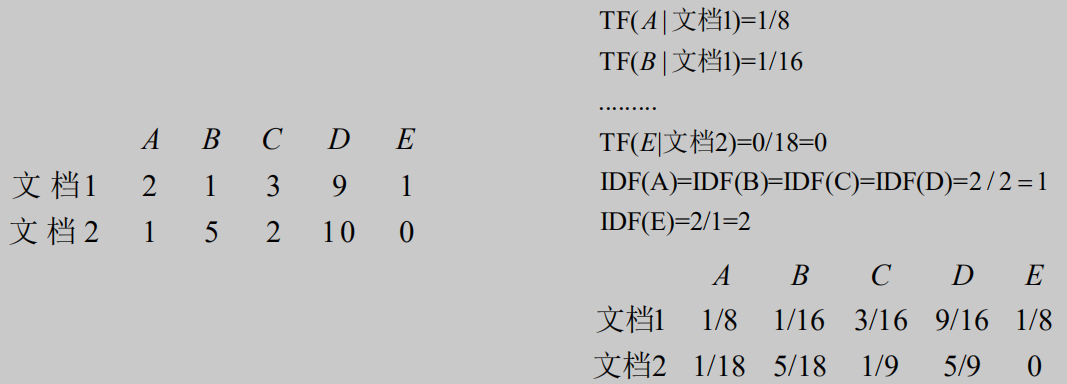 A B C D E
文档1 2 1 3 9 1
文档2 1 5 2 10 0
TF(A|文档1)=1/8
TF(B|文档1)=1/16
.........
TF(E|文档2)=0/18=0
IDF(A)=IDF(B)=IDF(C)=IDF(D)=2/2=1
IDF(E)=2/1=2
A B C D E
文档1 1/8 1/16 3/16 9/16 1/8
文档2 1/18 5/18 1/9 5/9 0